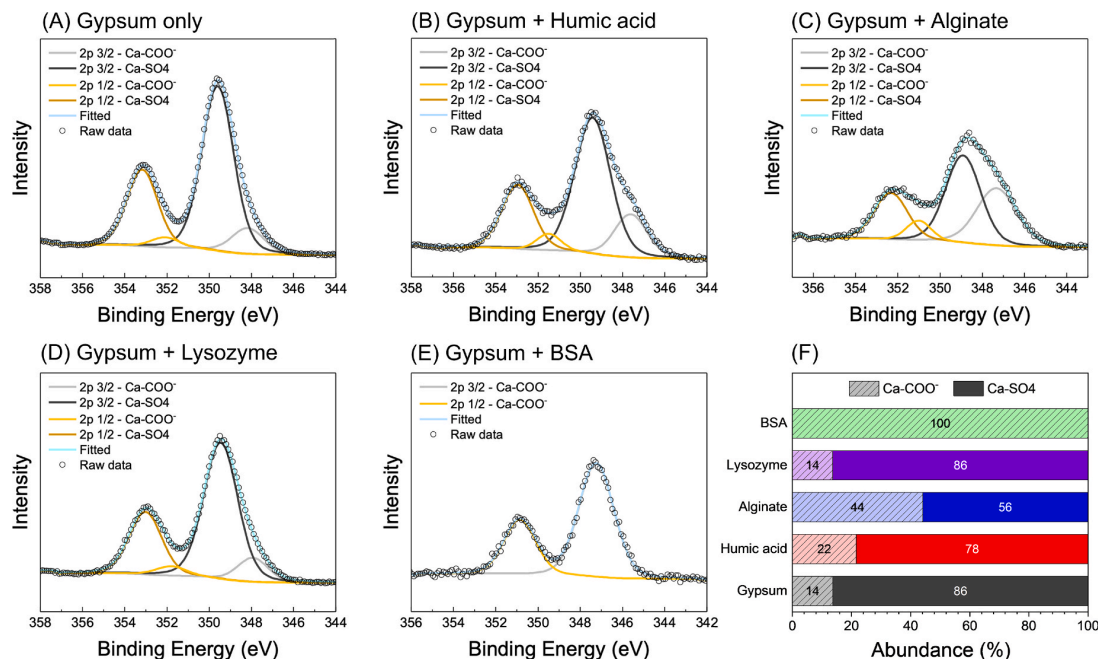 (A) Gypsum only
2p 3/2 - Ca-COO⁻
2p 3/2 - Ca-SO4
2p 1/2 - Ca-COO⁻
2p 1/2 - Ca-SO4
Fitted
Raw data
Intensity
358 356 354 352 350 348 346 344
Binding Energy (eV)
(B) Gypsum + Humic acid
2p 3/2 - Ca-COO⁻
2p 3/2 - Ca-SO4
2p 1/2 - Ca-COO⁻
2p 1/2 - Ca-SO4
Fitted
Raw data
Intensity
358 356 354 352 350 348 346 344
Binding Energy (eV)
(C) Gypsum + Alginate
2p 3/2 - Ca-COO⁻
2p 3/2 - Ca-SO4
2p 1/2 - Ca-COO⁻
2p 1/2 - Ca-SO4
Fitted
Raw data
Intensity
356 354 352 350 348 346 344
Binding Energy (eV)
(D) Gypsum + Lysozyme
2p 3/2 - Ca-COO⁻
2p 3/2 - Ca-SO4
2p 1/2 - Ca-COO⁻
2p 1/2 - Ca-SO4
Fitted
Raw data
Intensity
358 356 354 352 350 348 346 344
Binding Energy (eV)
(E) Gypsum + BSA
2p 3/2 - Ca-COO⁻
2p 1/2 - Ca-COO⁻
Fitted
Raw data
Intensity
356 354 352 350 348 346 344 342
Binding Energy (eV)
(F)
Ca-COO⁻ Ca-SO4
BSA 100
Lysozyme 14 86
Alginate 44 56
Humic acid 22 78
Gypsum 14 86
0 20 40 60 80 100
Abundance (%)